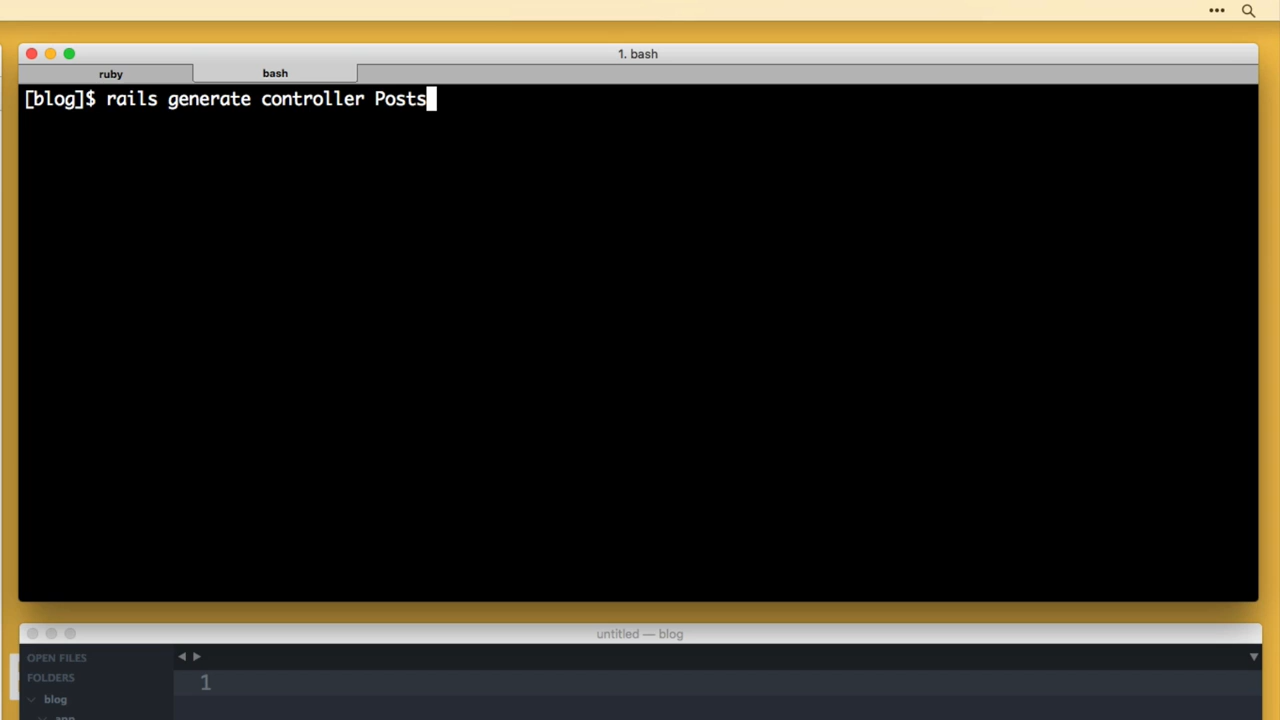 1. bash
ruby
bash
[blog]$ rails generate controller Posts
untitled — blog
OPEN FILES
FOLDERS
blog
app
1